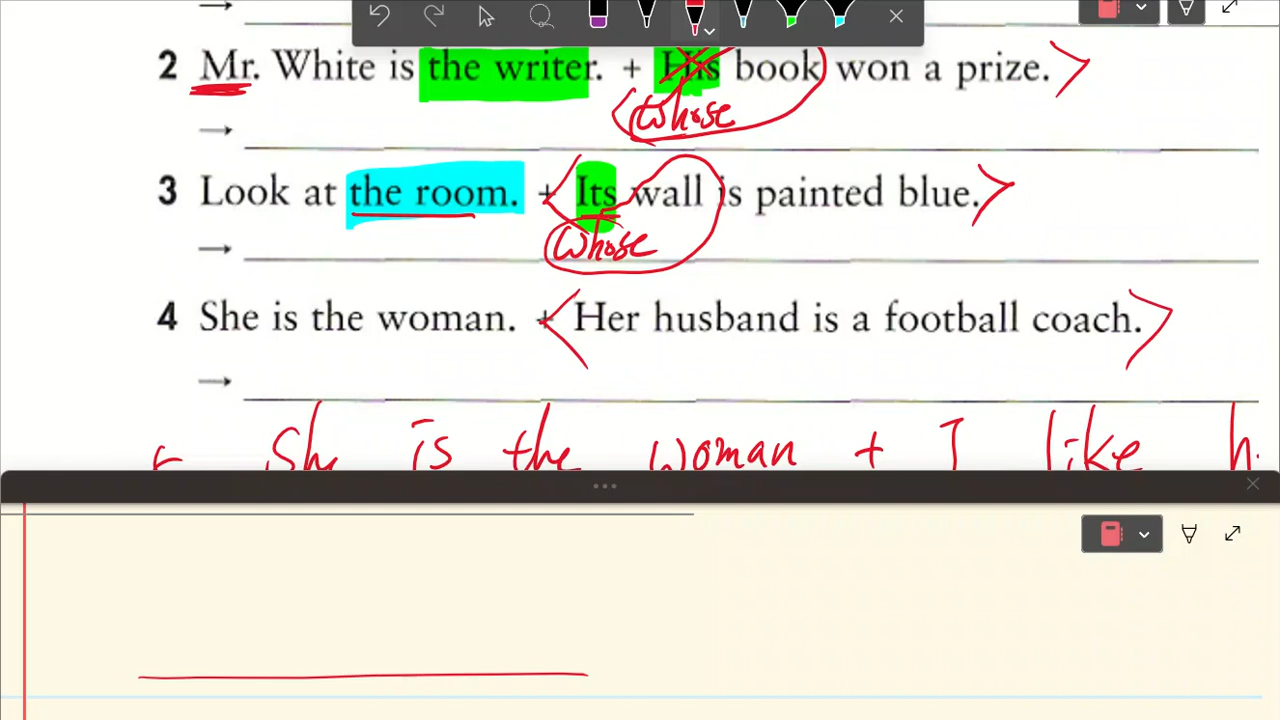 2 Mr. White is the writer. + His book won a prize.
whose
→
3 Look at the room. + Its wall is painted blue.
whose
→
4 She is the woman. + Her husband is a football coach.
→
She is the woman + I like